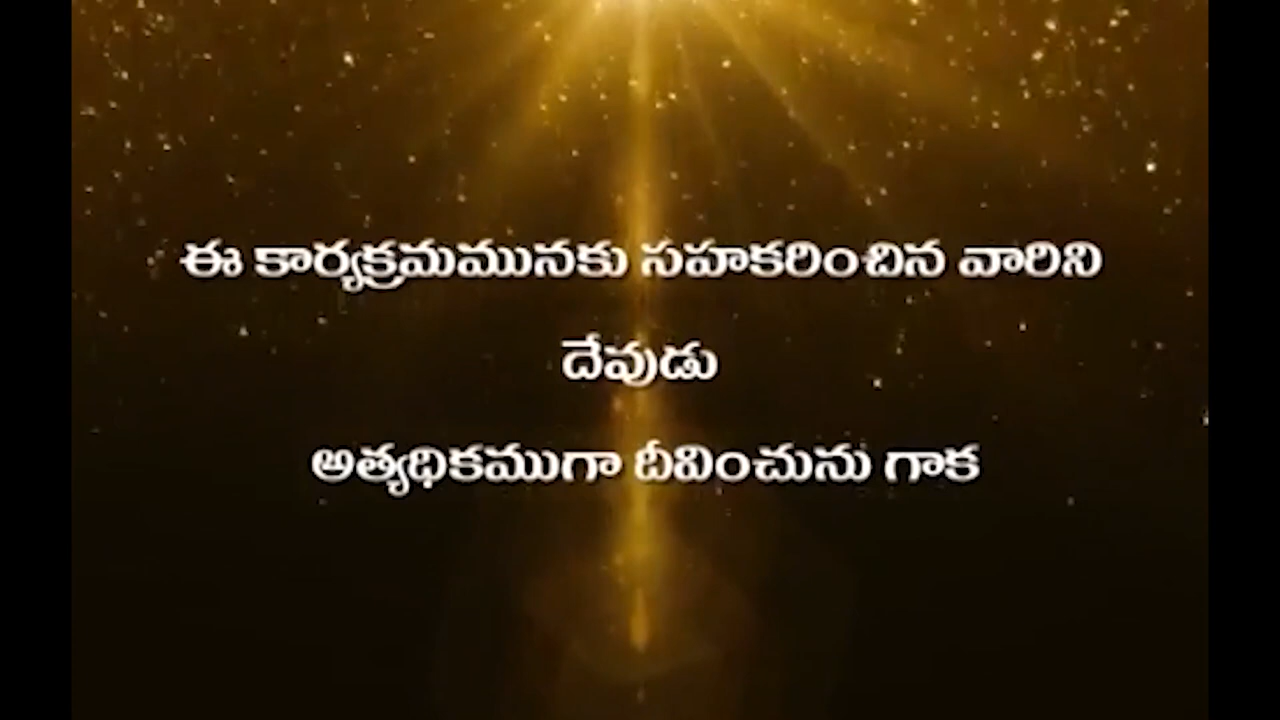 ఈ కార్యక్రమమునకు సహకరించిన వారిని
దేవుడు
అత్యధికముగా దీవించును గాక